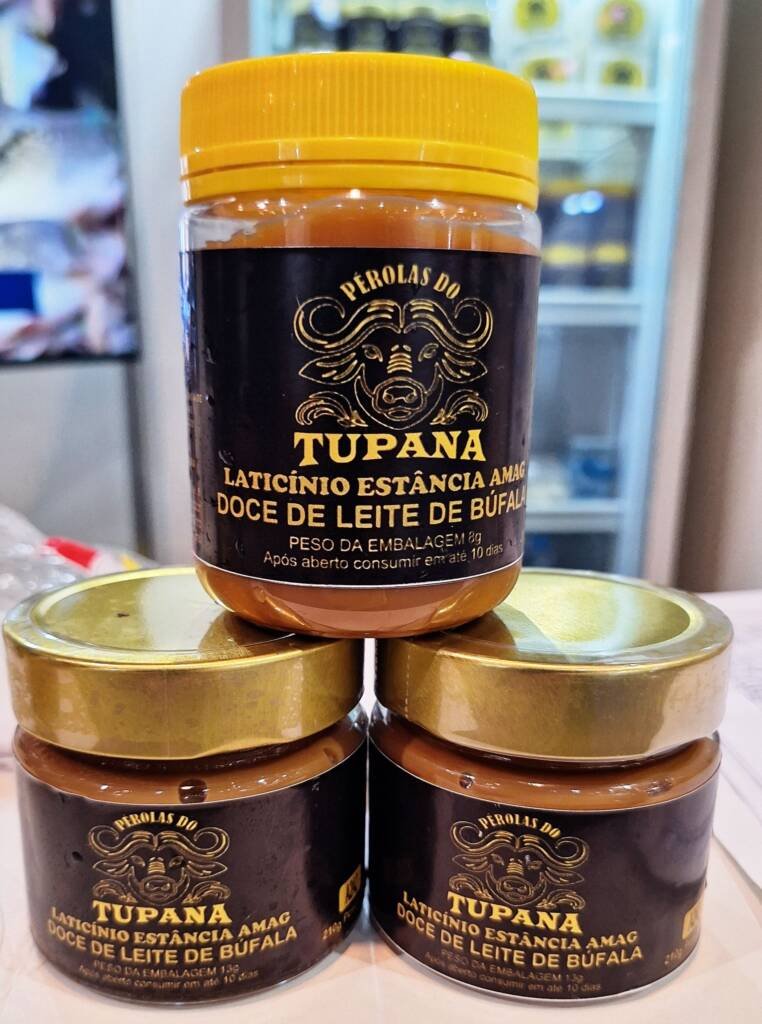 PÉROLAS DO
TUPANA
LATICÍNIO ESTÂNCIA AMAG
DOCE DE LEITE DE BÚFALA
PESO DA EMBALAGEM 8g
Após aberto consumir em até 10 dias
PÉROLAS DO
TUPANA
LATICÍNIO ESTÂNCIA AMAG
DOCE DE LEITE DE BÚFALA
PESO DA EMBALAGEM 13g
Após aberto consumir em até 10 dias
210g
PÉROLAS DO
TUPANA
LATICÍNIO ESTÂNCIA AMAG
DOCE DE LEITE DE BÚFALA
PESO DA EMBALAGEM 13g
Após aberto consumir em até 10 dias
210g